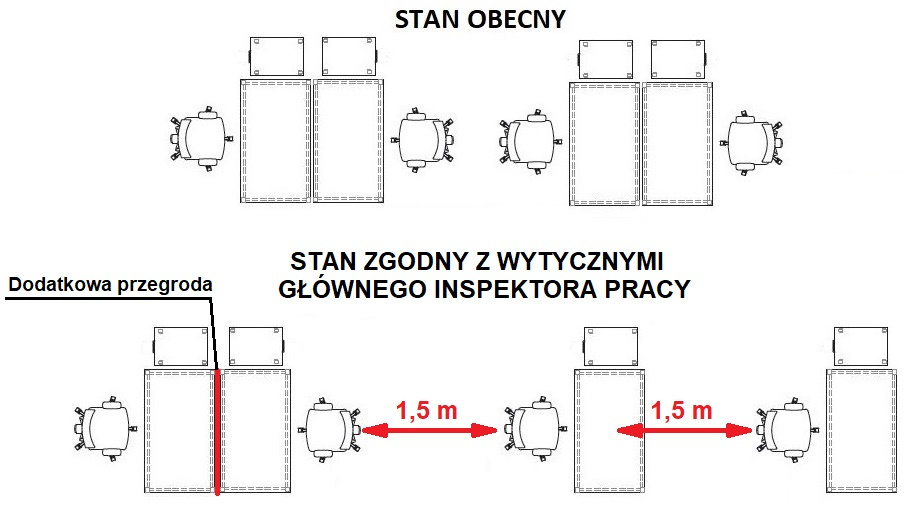 STAN OBECNY
STAN ZGODNY Z WYTYCZNYMI
GŁÓWNEGO INSPEKTORA PRACY
Dodatkowa przegroda
1,5 m
1,5 m